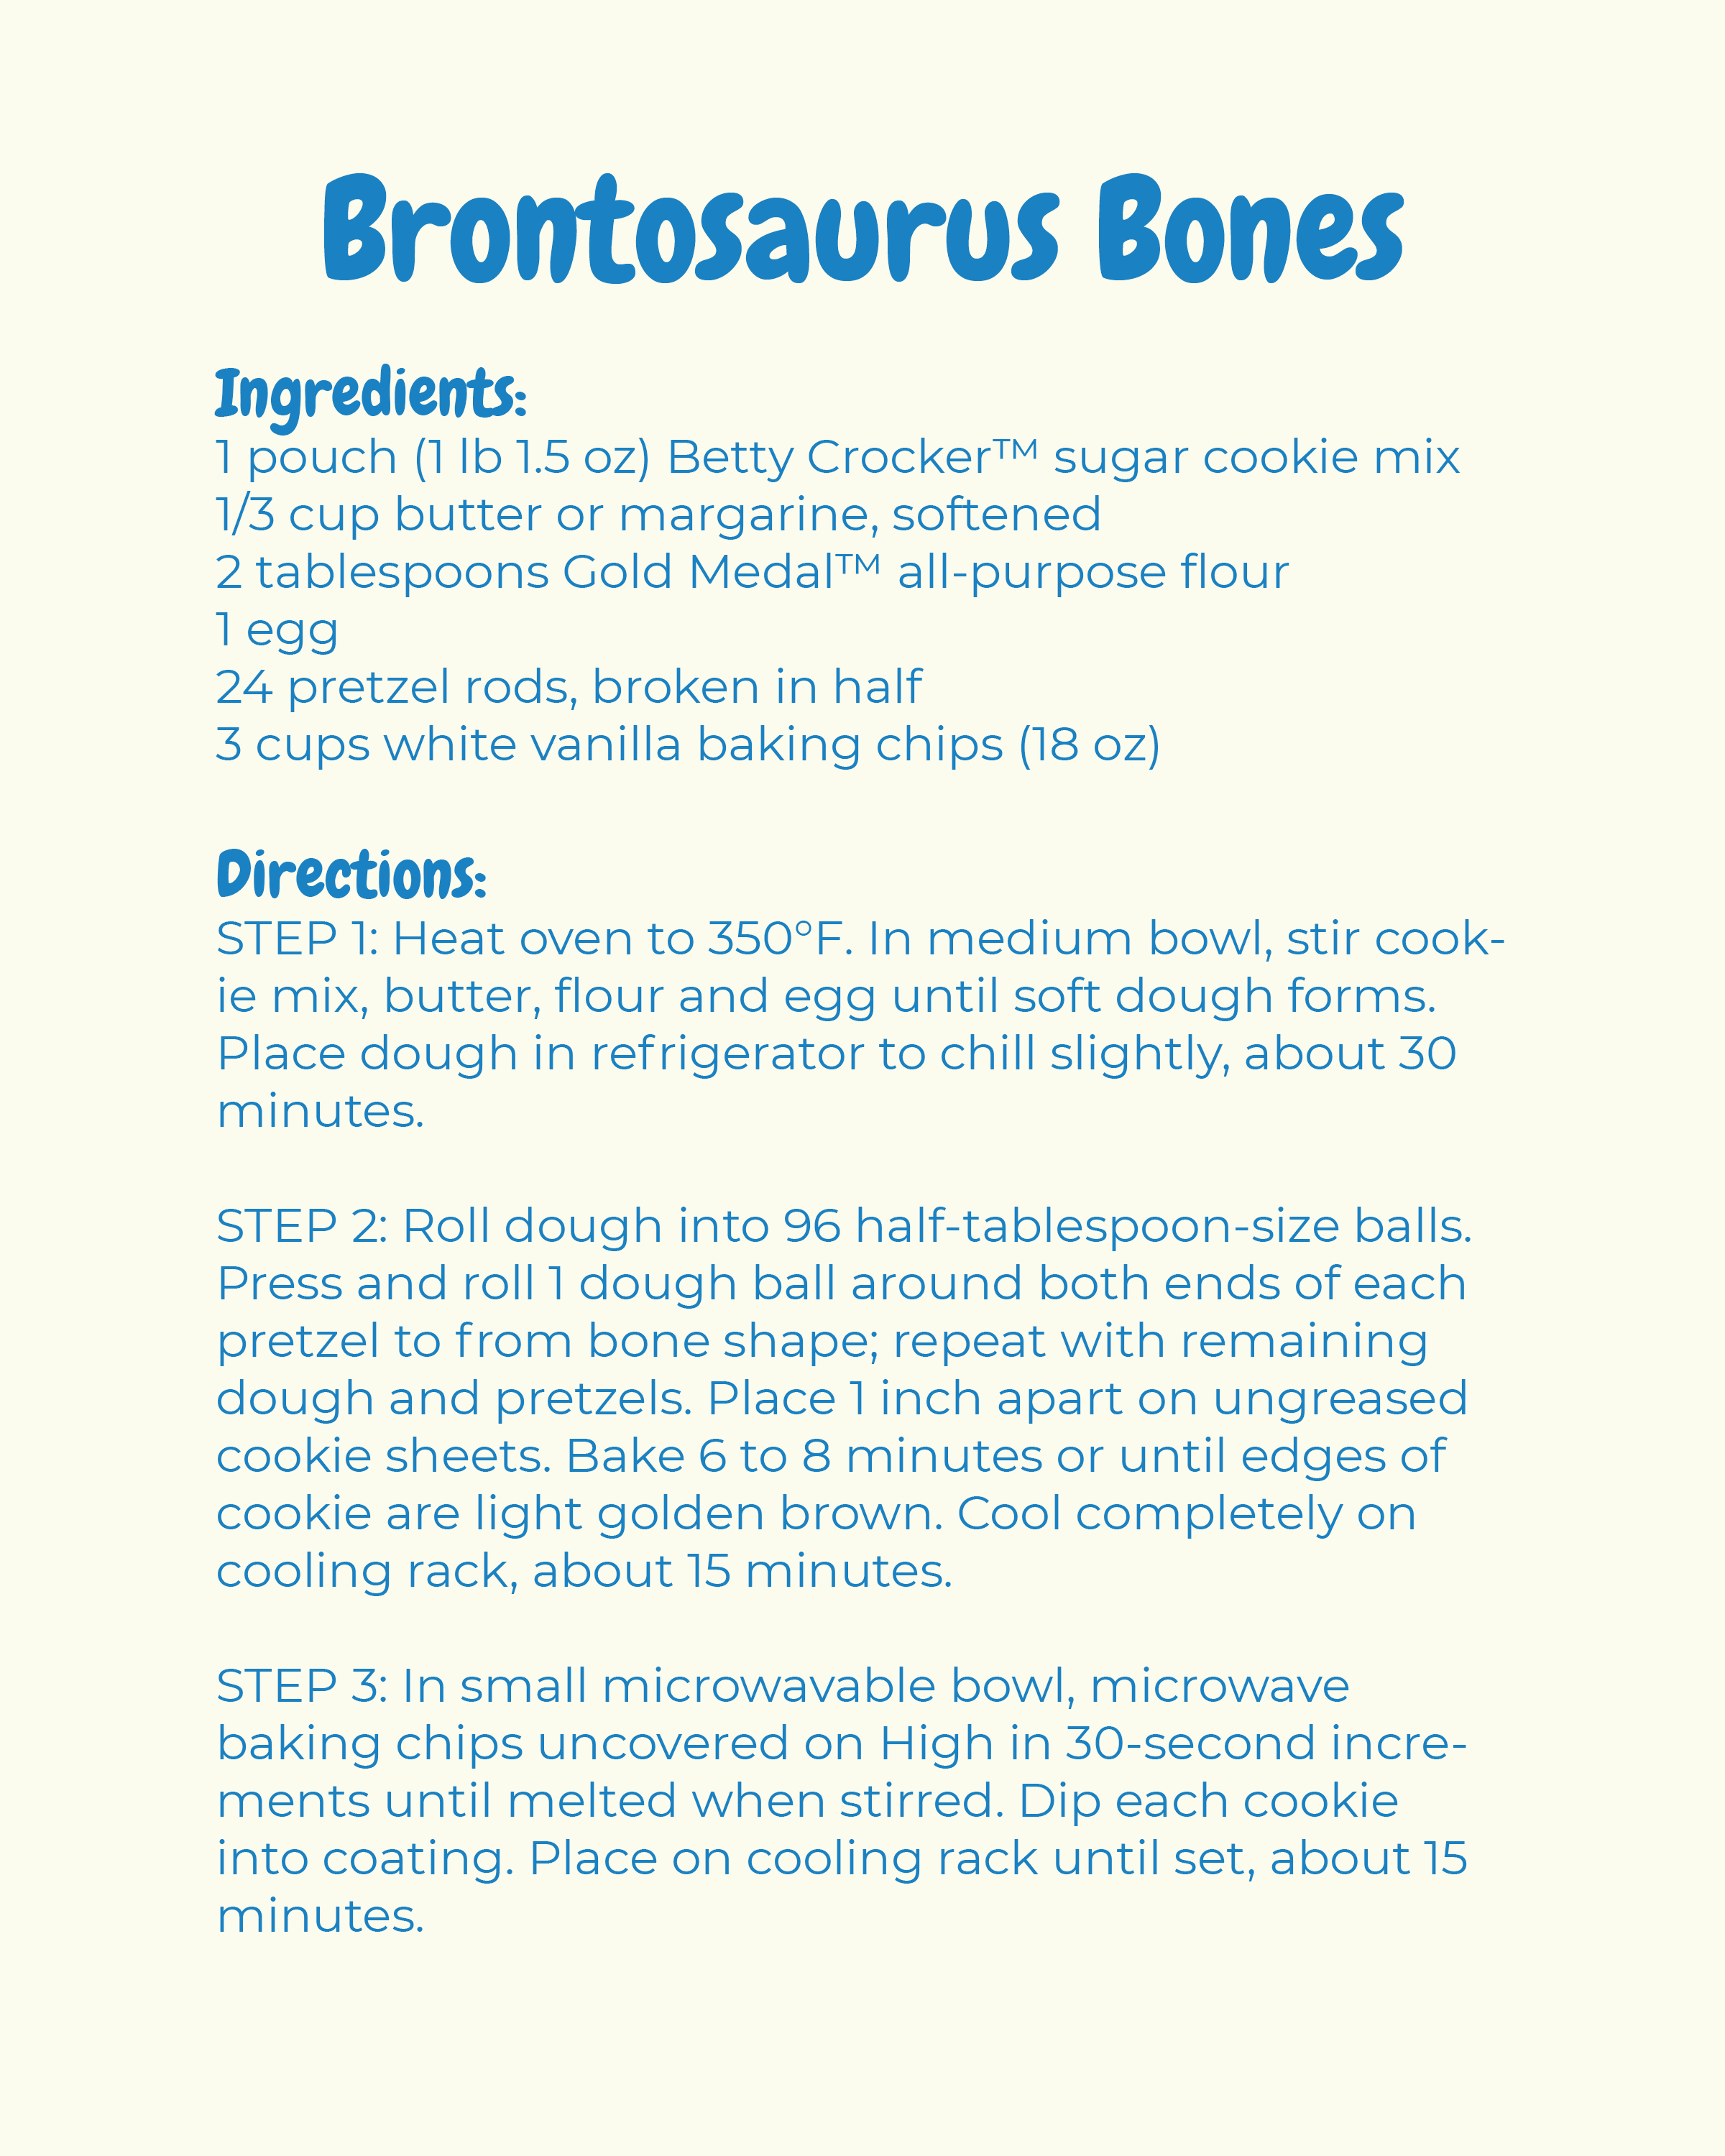 Brontosaurus Bones
Ingredients:
1 pouch (1 lb 1.5 oz) Betty Crocker™ sugar cookie mix
1/3 cup butter or margarine, softened
2 tablespoons Gold Medal™ all-purpose flour
1 egg
24 pretzel rods, broken in half
3 cups white vanilla baking chips (18 oz)
Directions:
STEP 1: Heat oven to 350°F. In medium bowl, stir cook-
ie mix, butter, flour and egg until soft dough forms.
Place dough in refrigerator to chill slightly, about 30
minutes.
STEP 2: Roll dough into 96 half-tablespoon-size balls.
Press and roll 1 dough ball around both ends of each
pretzel to from bone shape; repeat with remaining
dough and pretzels. Place 1 inch apart on ungreased
cookie sheets. Bake 6 to 8 minutes or until edges of
cookie are light golden brown. Cool completely on
cooling rack, about 15 minutes.
STEP 3: In small microwavable bowl, microwave
baking chips uncovered on High in 30-second incre-
ments until melted when stirred. Dip each cookie
into coating. Place on cooling rack until set, about 15
minutes.